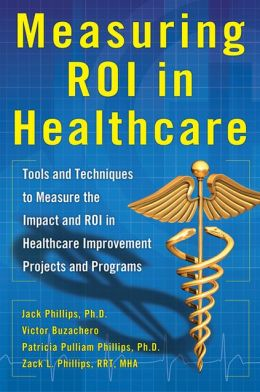 Measuring
ROI in
Healthcare
Tools and Techniques
to Measure the
Impact and ROI in
Healthcare Improvement
Projects and Programs
Jack Phillips, Ph.D.
Victor Buzachero
Patricia Pulliam Phillips, Ph.D.
Zack L. Phillips, RRT, MHA